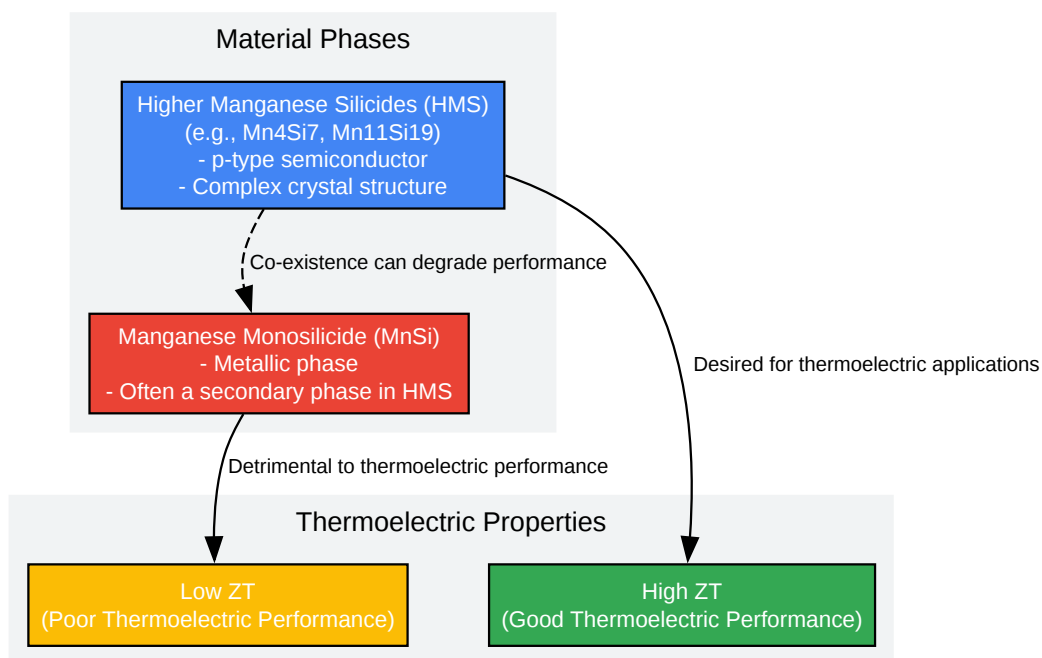 Material Phases
Higher Manganese Silicides (HMS)
(e.g., Mn4Si7, Mn11Si19)
- p-type semiconductor
- Complex crystal structure
Co-existence can degrade performance
Manganese Monosilicide (MnSi)
- Metallic phase
- Often a secondary phase in HMS
Desired for thermoelectric applications
Detrimental to thermoelectric performance
Thermoelectric Properties
Low ZT
(Poor Thermoelectric Performance)
High ZT
(Good Thermoelectric Performance)